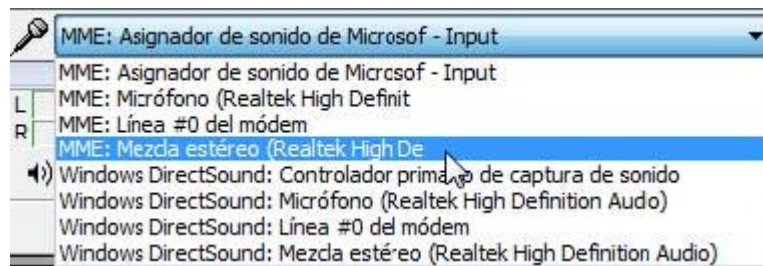 MME: Asignador de sonido de Microsof - Input
MME: Asignador de sonido de Microsof - Input
MME: Micrófono (Realtek High Definit
L
MME: Línea #0 del módem
R
MME: Mezcla estéreo (Realtek High De
Windows DirectSound: Controlador primario de captura de sonido
Windows DirectSound: Micrófono (Realtek High Definition Audio)
Windows DirectSound: Línea #0 del módem
Windows DirectSound: Mezcla estéreo (Realtek High Definition Audio)